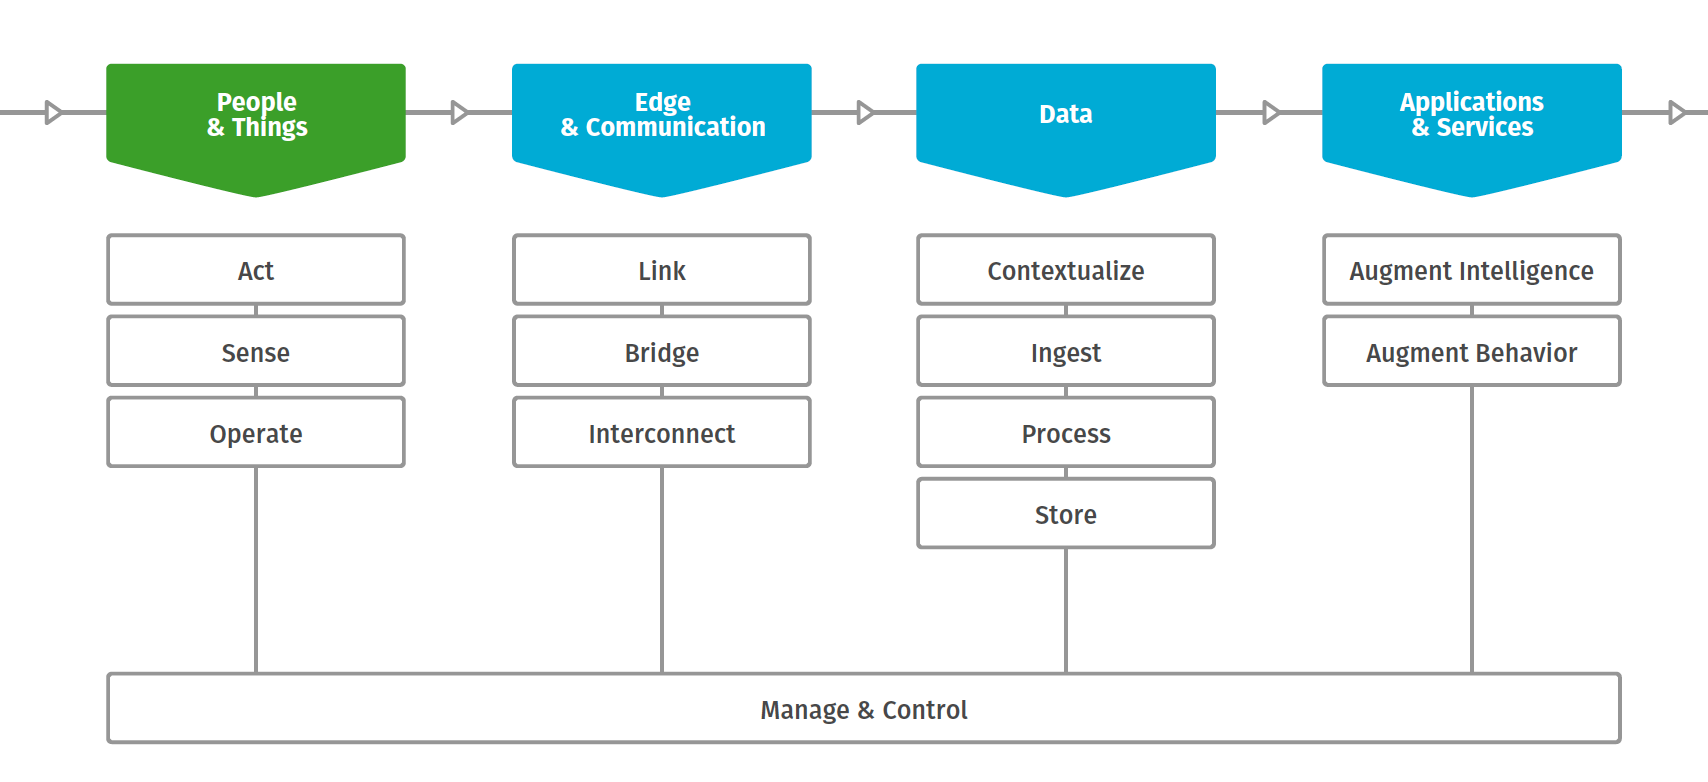 People
& Things
Edge
& Communication
Data
Applications
& Services
Act
Link
Contextualize
Augment Intelligence
Sense
Bridge
Ingest
Augment Behavior
Operate
Interconnect
Process
Store
Manage & Control